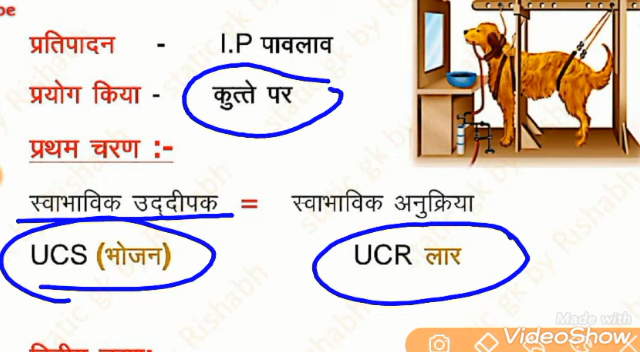 प्रतिपादन - I.P पावलाव
प्रयोग किया - कुत्ते पर
प्रथम चरण :-
स्वाभाविक उद्दीपक = स्वाभाविक अनुक्रिया
UCS (भोजन) UCR लार
Made with
VideoShow